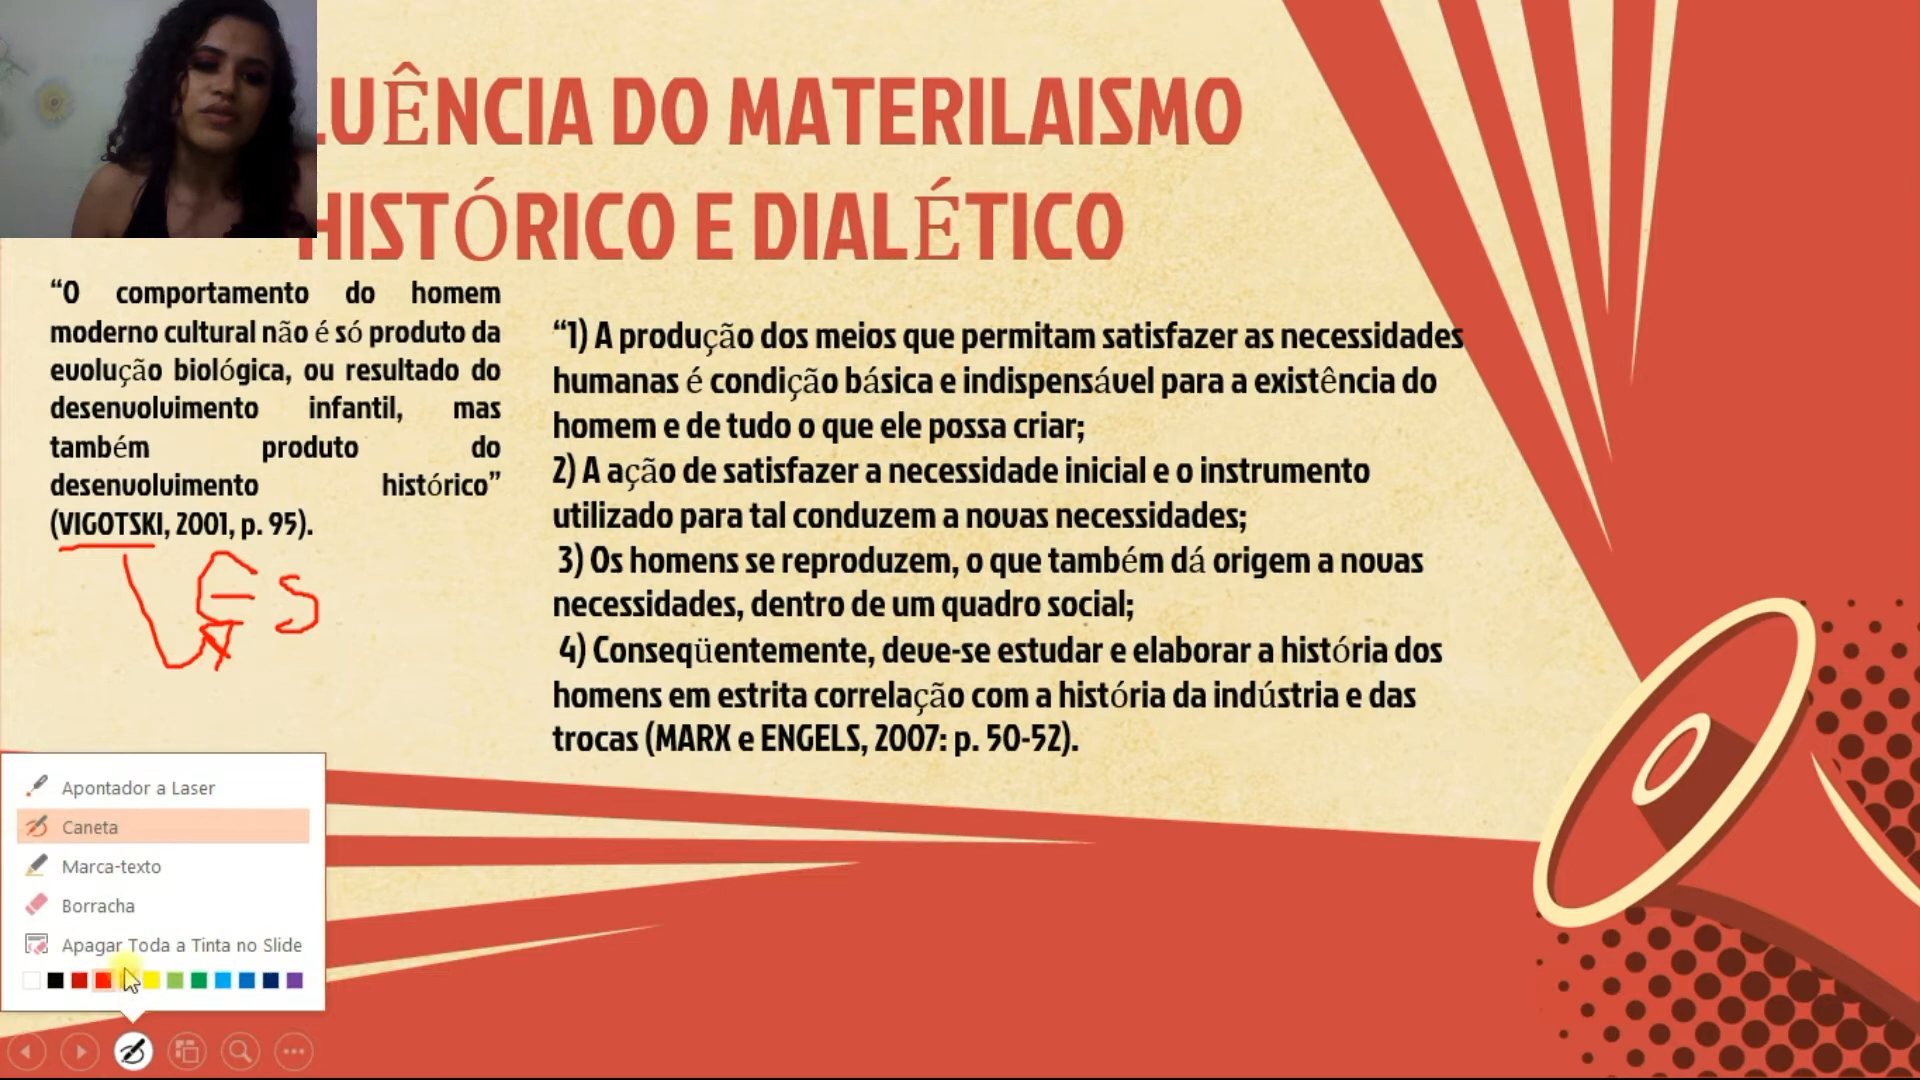 LUÊNCIA DO MATERILAISMO
HISTÓRICO E DIALÉTICO
“O comportamento do homem
moderno cultural não é só produto da
evolução biológica, ou resultado do
desenvolvimento infantil, mas
também produto do
desenvolvimento histórico”
(VIGOTSKI, 2001, p. 95).
ES
“1) A produção dos meios que permitam satisfazer as necessidades
humanas é condição básica e indispensável para a existência do
homem e de tudo o que ele possa criar;
2) A ação de satisfazer a necessidade inicial e o instrumento
utilizado para tal conduzem a novas necessidades;
3) Os homens se reproduzem, o que também dá origem a novas
necessidades, dentro de um quadro social;
4) Conseqüentemente, deve-se estudar e elaborar a história dos
homens em estrita correlação com a história da indústria e das
trocas (MARX e ENGELS, 2007: p. 50-52).
Apontador a Laser
Caneta
Marca-texto
Borracha
Apagar Toda a Tinta no Slide